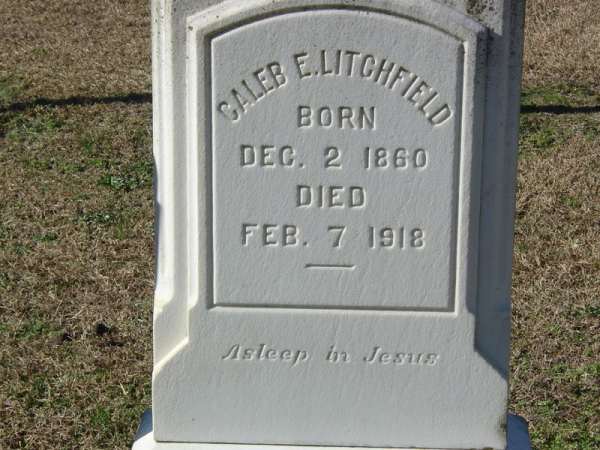 CALEB E. LITCHFIELD
BORN
DEC. 2 1860
DIED
FEB. 7 1918
Asleep in Jesus